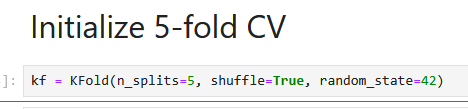 Initialize 5-fold CV
]: kf = KFold(n_splits=5, shuffle=True, random_state=42)